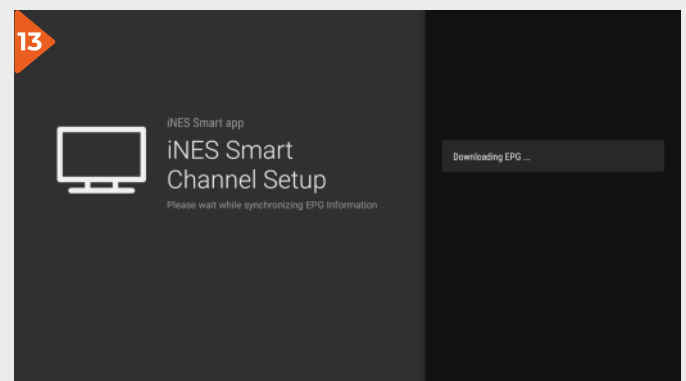 13
iNES Smart app
iNES Smart
Channel Setup
Please wait while synchronizing EPG Information
Downloading EPG ...